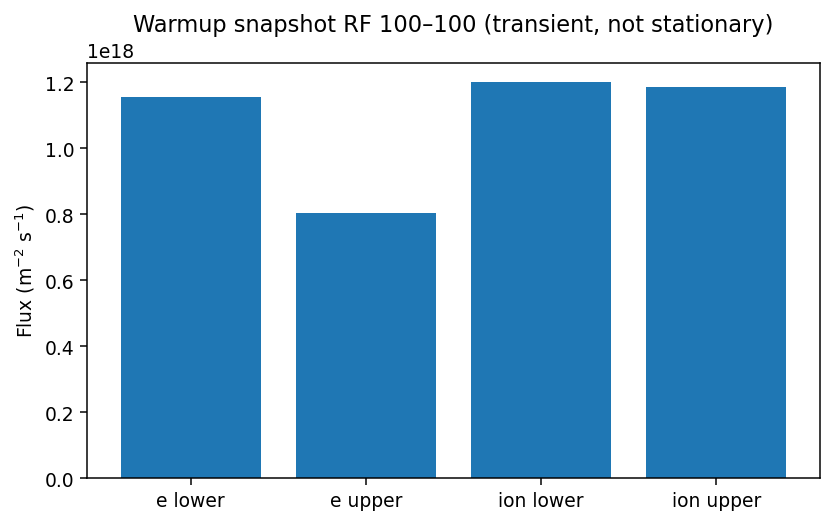 Warmup snapshot RF 100–100 (transient, not stationary)
1e18
Flux (m⁻² s⁻¹)
1.2
1.0
0.8
0.6
0.4
0.2
0.0
e lower
e upper
ion lower
ion upper